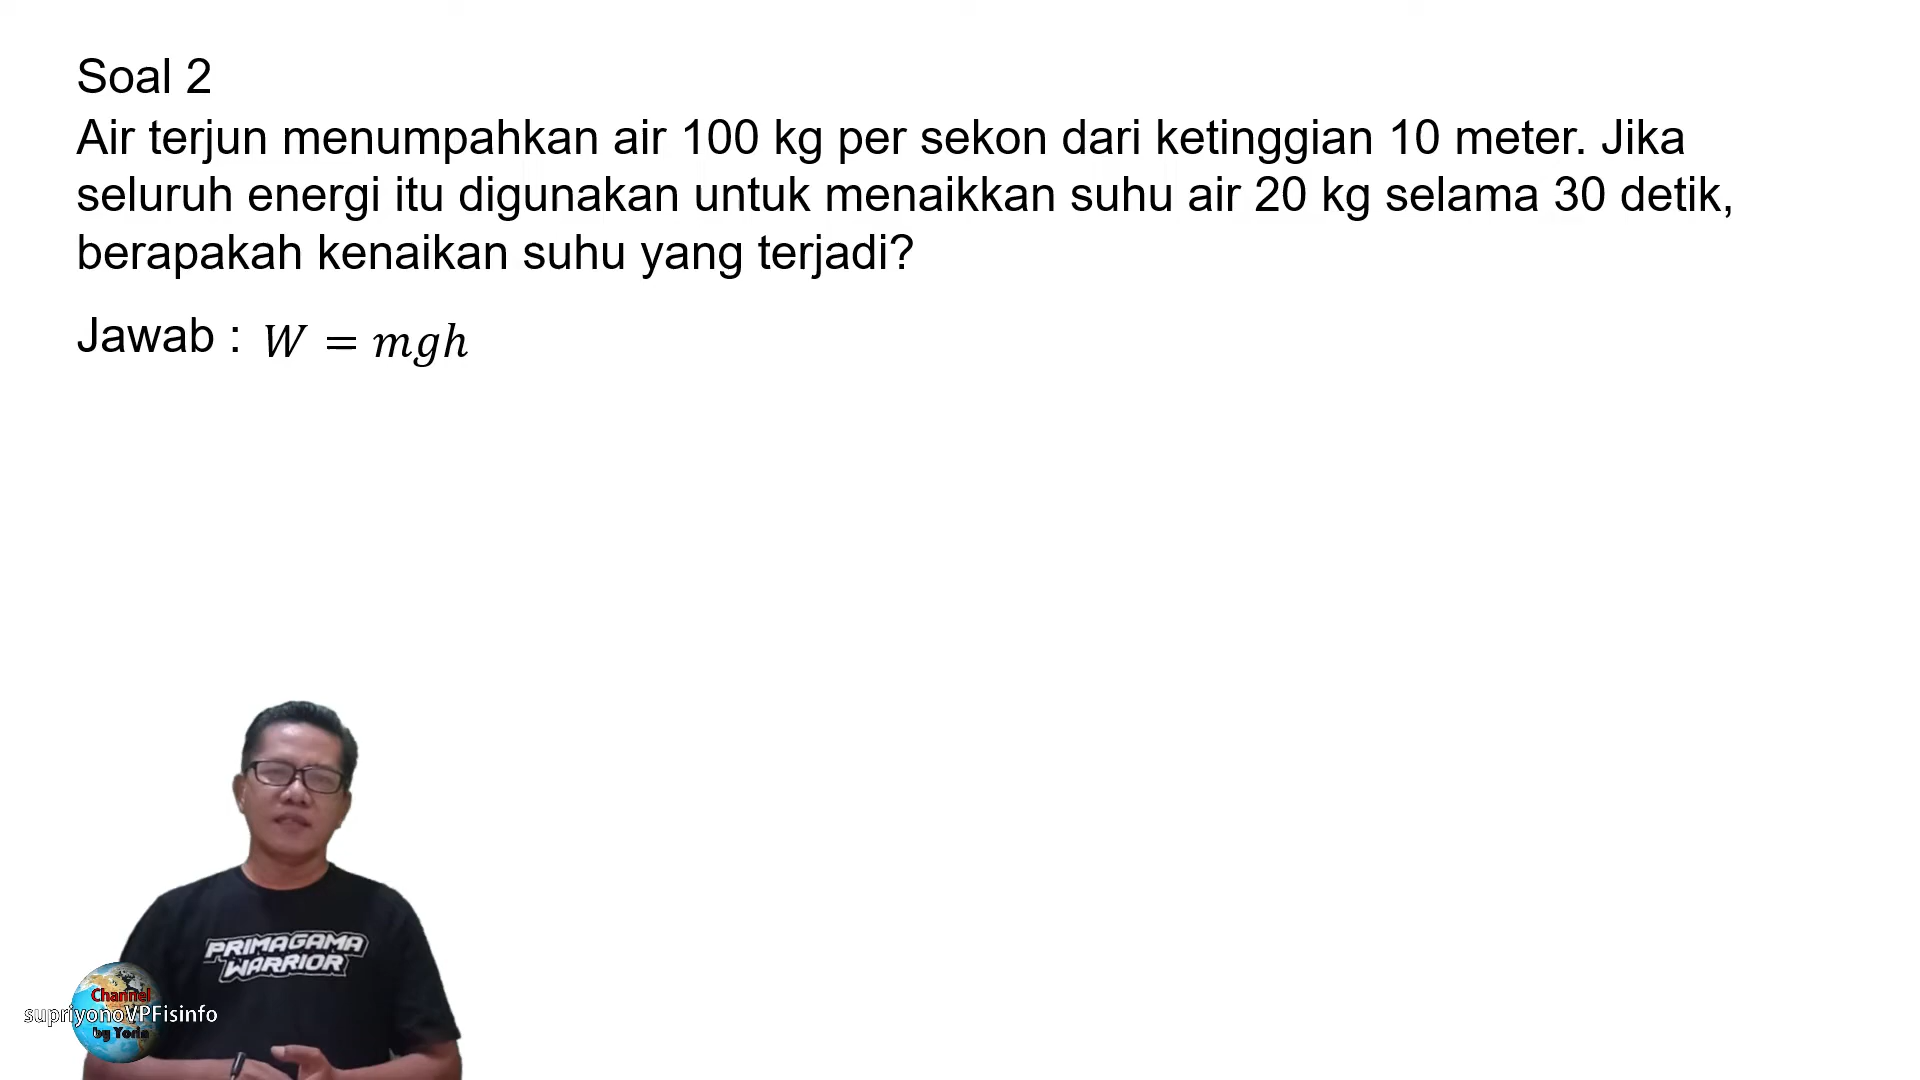 Soal 2
Air terjun menumpahkan air 100 kg per sekon dari ketinggian 10 meter. Jika
seluruh energi itu digunakan untuk menaikkan suhu air 20 kg selama 30 detik,
berapakah kenaikan suhu yang terjadi?
Jawab : W = mgh
PRIMAGAMA
WARRIOR
Channel
supriyonoVPFisinfo
by Yorie